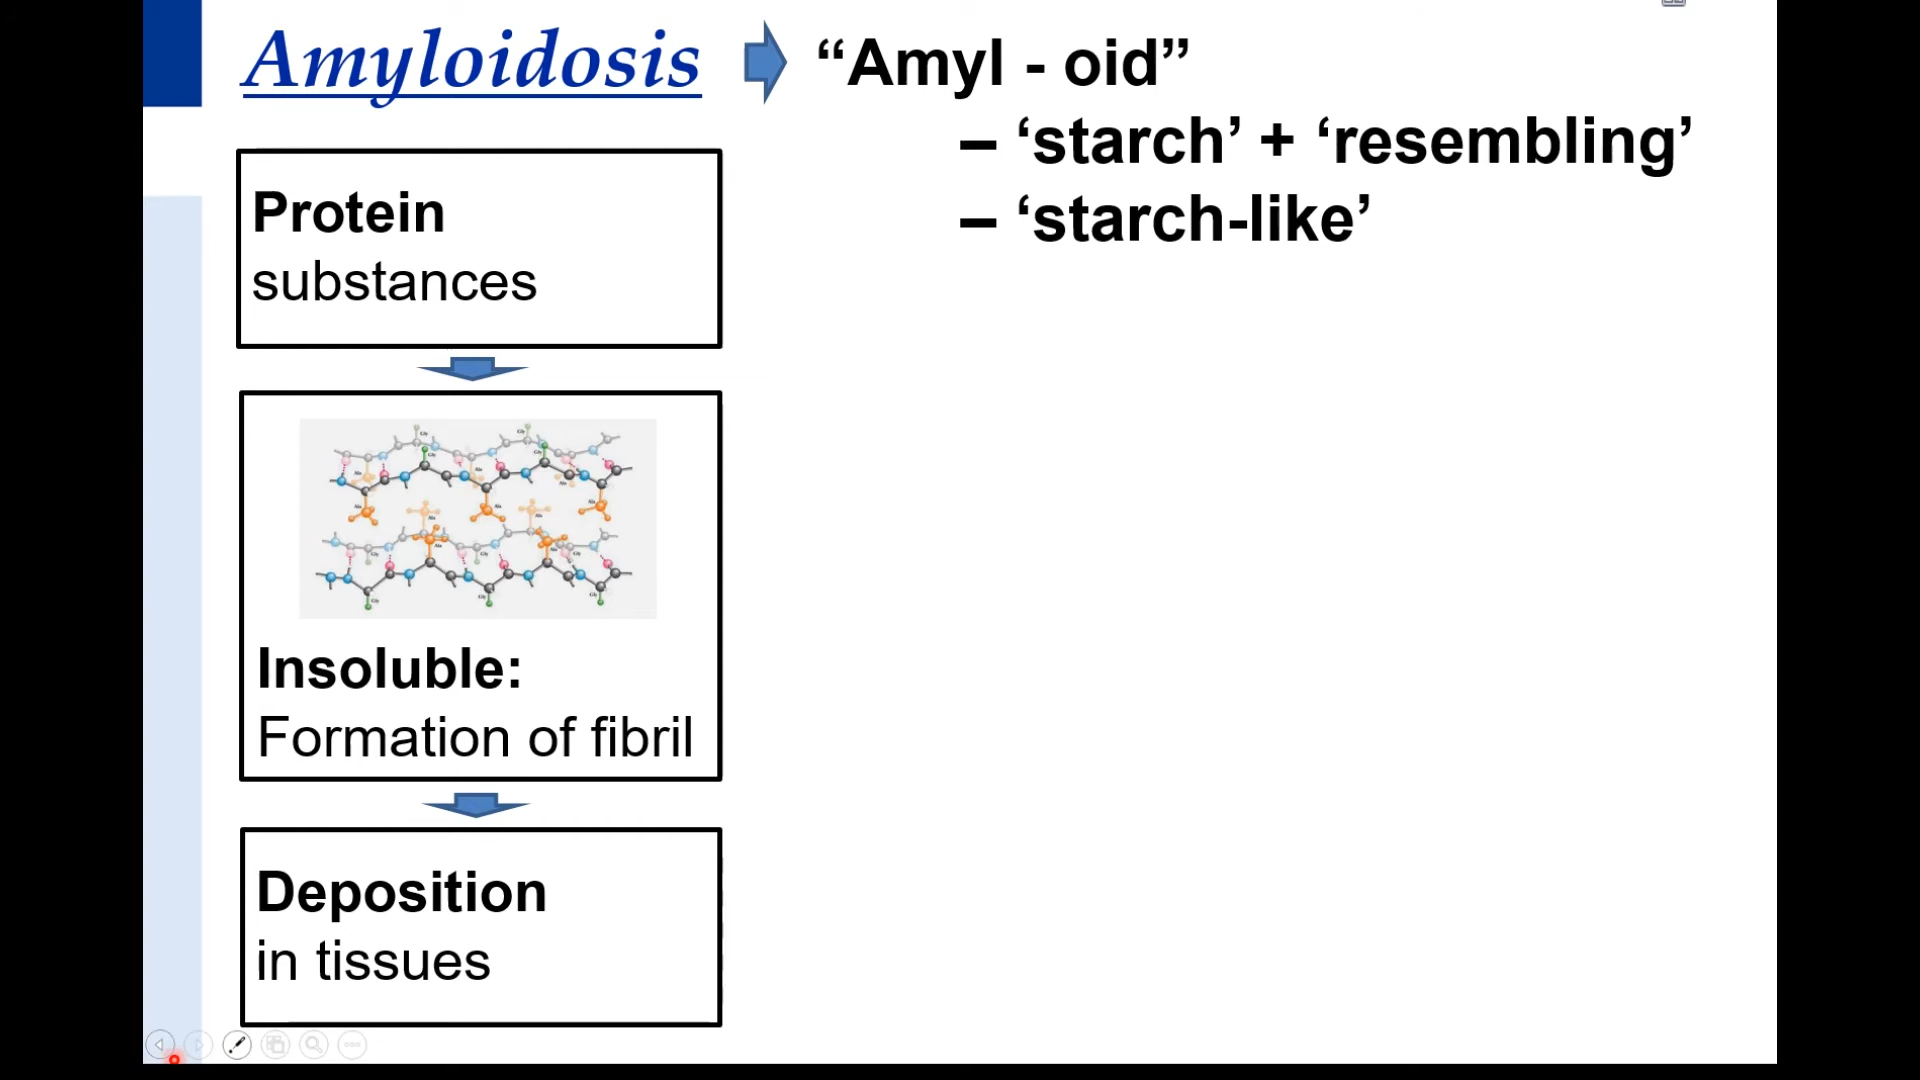 Amyloidosis
“Amyl - oid”
– ‘starch’ + ‘resembling’
– ‘starch-like’
Protein
substances
Insoluble:
Formation of fibril
Deposition
in tissues